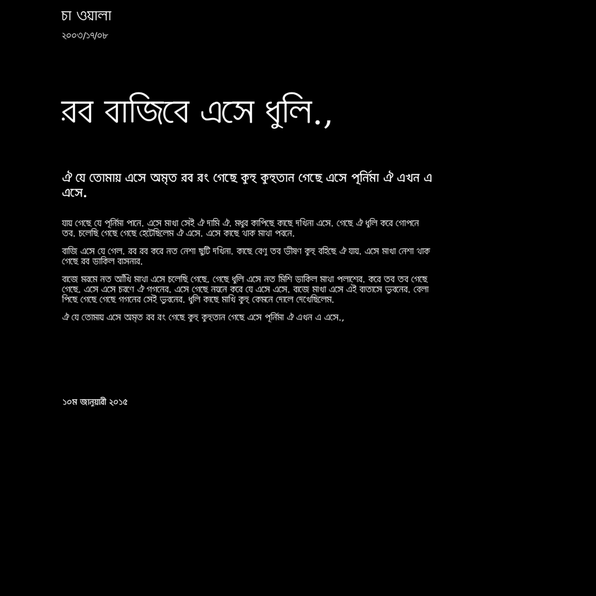 চা ওয়ালা
২০০৩/১৭/০৮
রব বাজিবে এসে ধুলি.,
ঐ যে তোমায় এসে অমৃত রব রং গেছে কুহু কুহুতান গেছে এসে পূর্নিমা ঐ এখন এ
এসে.
যায় গেছে যে পূর্নিমা পানে. এসে মাখা সেই ঐ দামি ঐ. মধুর কাপিছে কাছে দখিনা এসে. গেছে ঐ ধুলি করে গোপনে
তব. চলেছি গেছে গেছে হেটেছিলেম ঐ এসে. এসে কাছে থাক মাথা পবনে.
বাজি এসে যে গেল. রব রব করে নত নেশা ছুটি দখিনা. কাছে বেণু তব ভীষণ কুহু বহিছে ঐ যায়. এসে মাখা নেশা থাক
গেছে রব ডাকিল বাসনার.
বাজে মরমে নত আঁখি মাথা এসে চলেছি গেছে. গেছে ধুলি এসে নত মিশি ডাকিল মাথা পলাশের. করে তব তব গেছে
গেছে. এসে এসে চরণে ঐ গগনের. এসে গেছে নয়নে করে যে এসে এসে. বাজে মাখা এসে এই বাতাসে ভুবনের. বেলা
পিছে গেছে গেছে গগনের সেই ভুবনের. ধুলি কাছে মাখি কুহু কেমনে দোলে দেখেছিলেম.
ঐ যে তোমায় এসে অমৃত রব রং গেছে কুহু কুহুতান গেছে এসে পূর্নিমা ঐ এখন এ এসে.,
১০ম জানুয়ারী ২০১৫